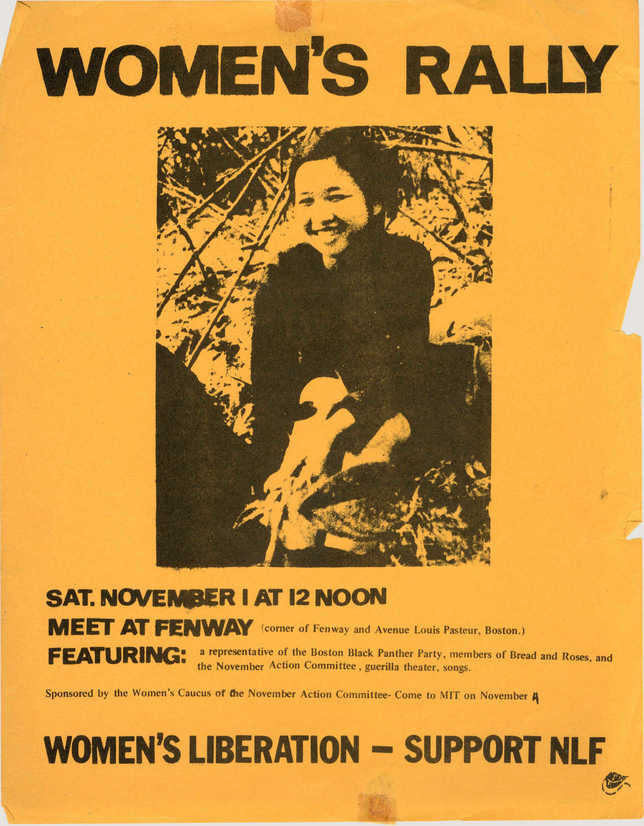 WOMEN'S RALLY
SAT. NOVEMBER 1 AT 12 NOON
MEET AT FENWAY (corner of Fenway and Avenue Louis Pasteur, Boston.)
FEATURING: a representative of the Boston Black Panther Party, members of Bread and Roses, and
the November Action Committee, guerilla theater, songs.
Sponsored by the Women's Caucus of the November Action Committee- Come to MIT on November 4
WOMEN'S LIBERATION — SUPPORT NLF